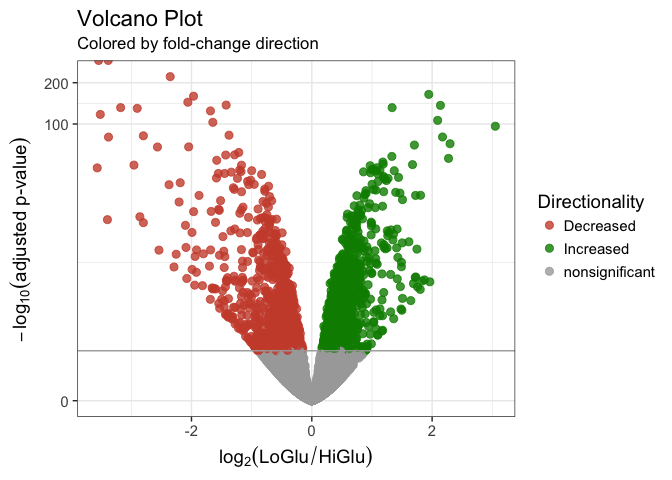 Volcano Plot
Colored by fold-change direction
200
100
0
−log₁₀(adjusted p-value)
-2 0 2
log₂(LoGlu/HiGlu)
Directionality
Decreased
Increased
nonsignificant